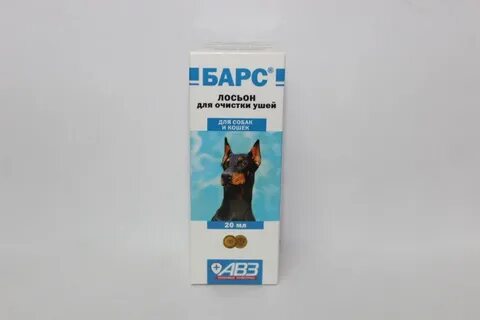 БАРС®
ЛОСЬОН
для очистки ушей
ДЛЯ СОБАК
И КОШЕК
20 мл
АВЗ